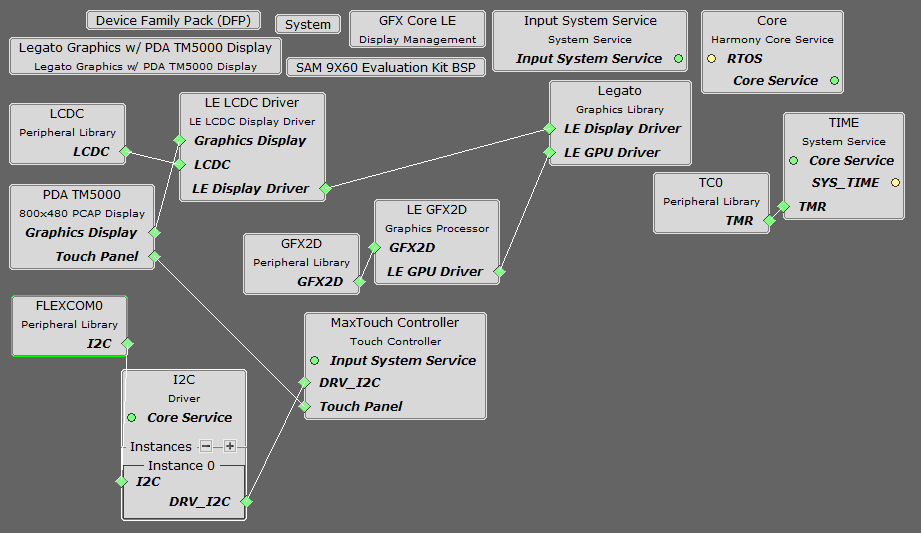 Device Family Pack (DFP)
System
GFX Core LE
Display Management
Input System Service
System Service
Input System Service
Core
Harmony Core Service
RTOS
Core Service
Legato Graphics w/ PDA TM5000 Display
Legato Graphics w/ PDA TM5000 Display
SAM 9X60 Evaluation Kit BSP
LCDC
Peripheral Library
LCDC
LE LCDC Driver
LE LCDC Display Driver
Graphics Display
LCDC
LE Display Driver
Legato
Graphics Library
LE Display Driver
LE GPU Driver
TIME
System Service
Core Service
SYS_TIME
TMR
TC0
Peripheral Library
TMR
PDA TM5000
800x480 PCAP Display
Graphics Display
Touch Panel
GFX2D
Peripheral Library
GFX2D
LE GFX2D
Graphics Processor
GFX2D
LE GPU Driver
FLEXCOM0
Peripheral Library
I2C
MaxTouch Controller
Touch Controller
Input System Service
DRV_I2C
Touch Panel
I2C
Driver
Core Service
Instances
Instance 0
I2C
DRV_I2C